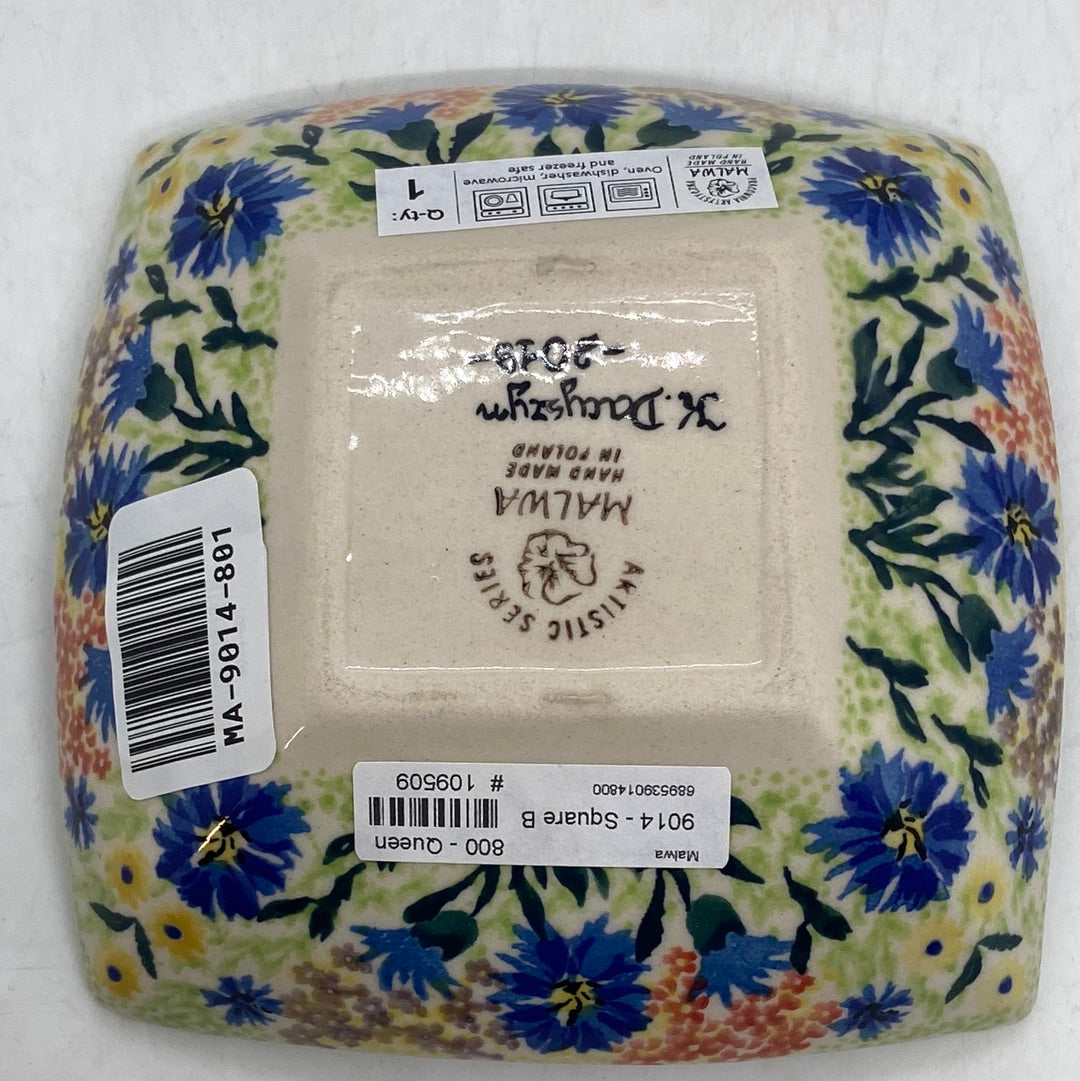 MALWA
HAND MADE
IN POLAND
Oven, dishwasher, microwave
and freezer safe
Q-ty:
1
ARTISTIC SERIES
MALWA
HAND MADE
IN POLAND
K. Dacyszyn
-2019-
MA-9014-801
Malwa
800 - Queen
9014 - Square B
689539014800
# 109509